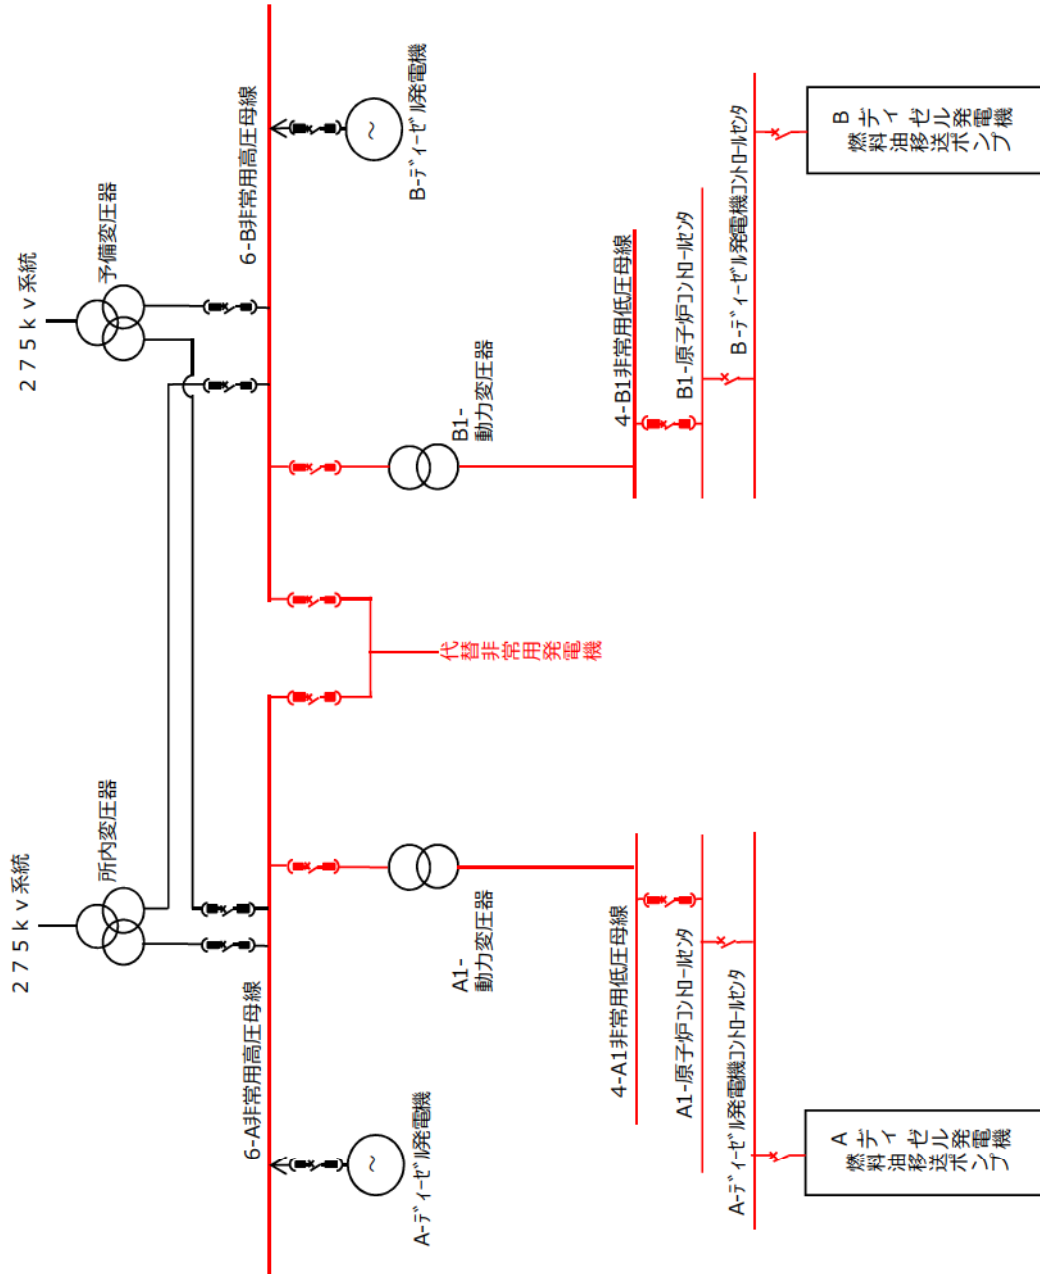 275kv系統
所内変圧器
275kv系統
予備変圧器
6-A非常用高圧母線
6-B非常用高圧母線
A-ディーゼル発電機
～
B-ディーゼル発電機
～
代替非常用発電機
A1-
動力変圧器
B1-
動力変圧器
4-A1非常用低圧母線
4-B1非常用低圧母線
A1-原子炉コントロールセンタ
B1-原子炉コントロールセンタ
A-ディーゼル発電機コントロールセンタ
B-ディーゼル発電機コントロールセンタ
A ディーゼル発電機
燃料油移送ポンプ
B ディーゼル発電機
燃料油移送ポンプ